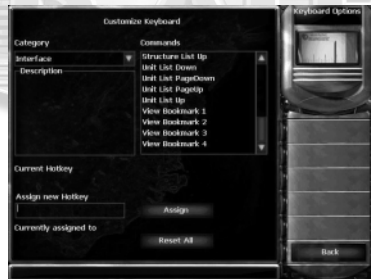 Keyboard Options
Customize Keyboard
Category
Interface
Description
Commands
Structure List Up
Unit List Down
Unit List PageDown
Unit List PageUp
Unit List Up
View Bookmark 1
View Bookmark 2
View Bookmark 3
View Bookmark 4
Current Hotkey
Assign new Hotkey
Assign
Currently assigned to
Reset All
Back